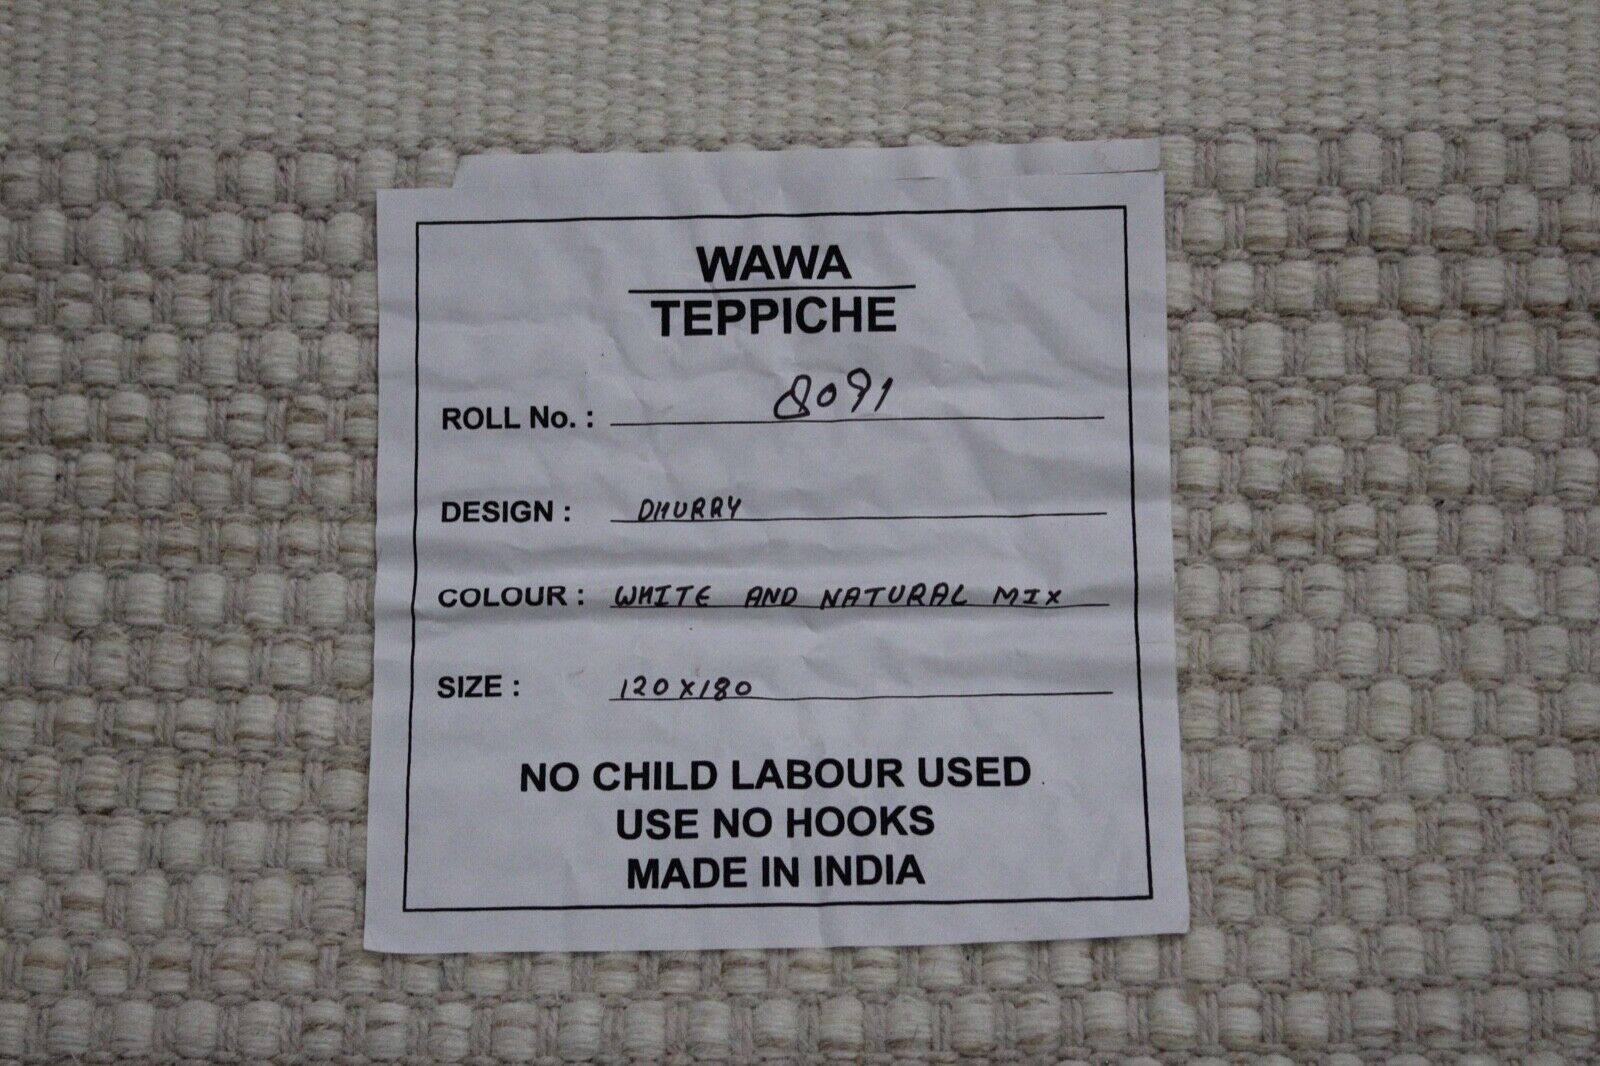 WAWA
TEPPICHE
ROLL No. : 8091
DESIGN : DHURRY
COLOUR : WHITE AND NATURAL MIX
SIZE : 120X180
NO CHILD LABOUR USED
USE NO HOOKS
MADE IN INDIA